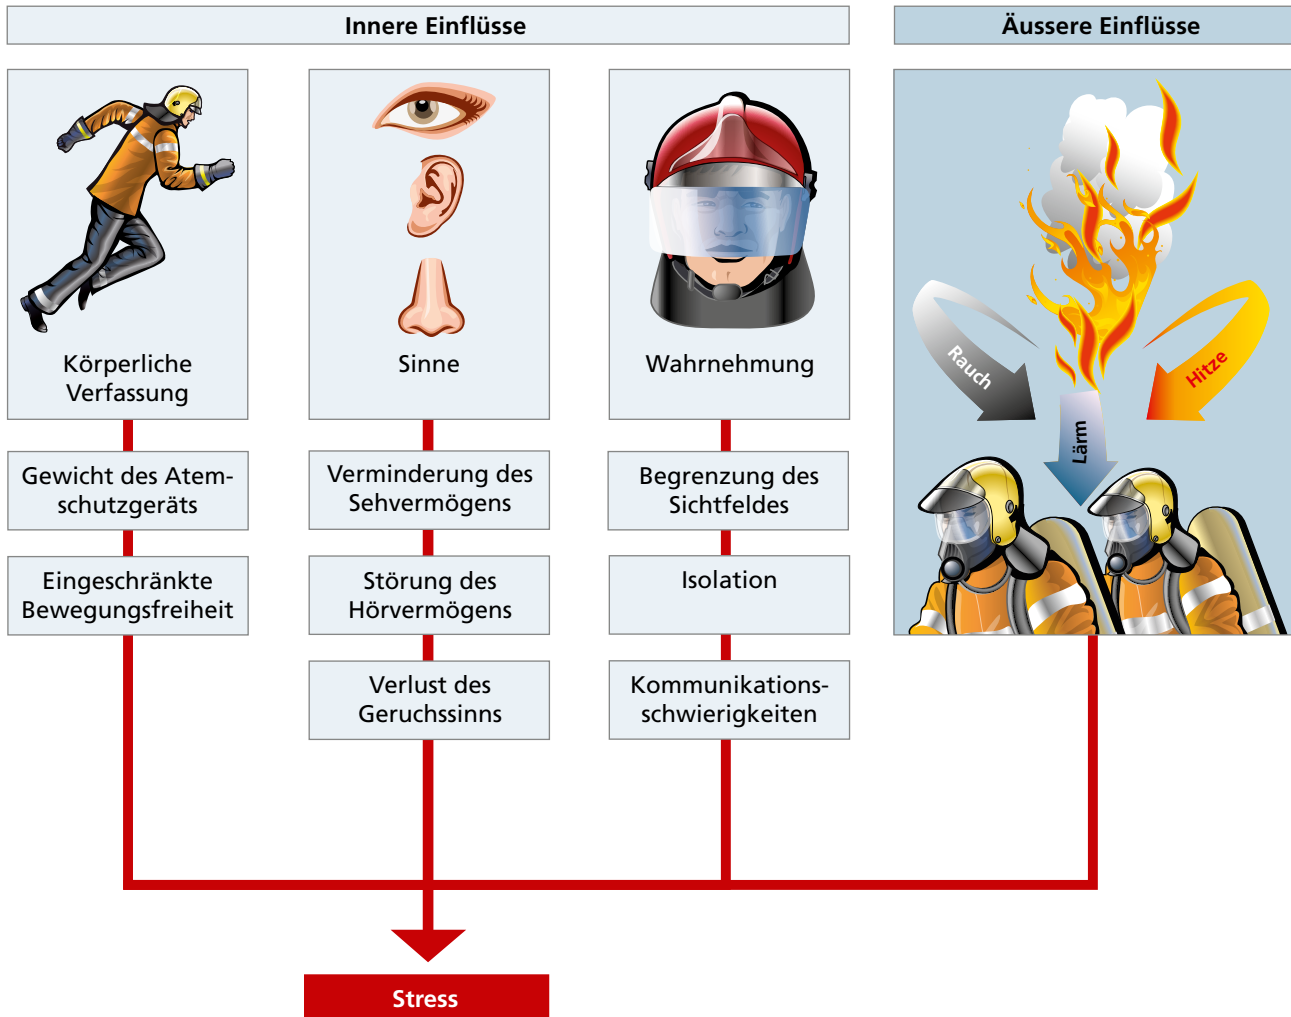 Innere Einflüsse
Äussere Einflüsse
Körperliche
Verfassung
Sinne
Wahrnehmung
Rauch
Hitze
Lärm
Gewicht des Atem-
schutzgeräts
Verminderung des
Sehvermögens
Begrenzung des
Sichtfeldes
Eingeschränkte
Bewegungsfreiheit
Störung des
Hörvermögens
Isolation
Verlust des
Geruchssinns
Kommunikations-
schwierigkeiten
Stress